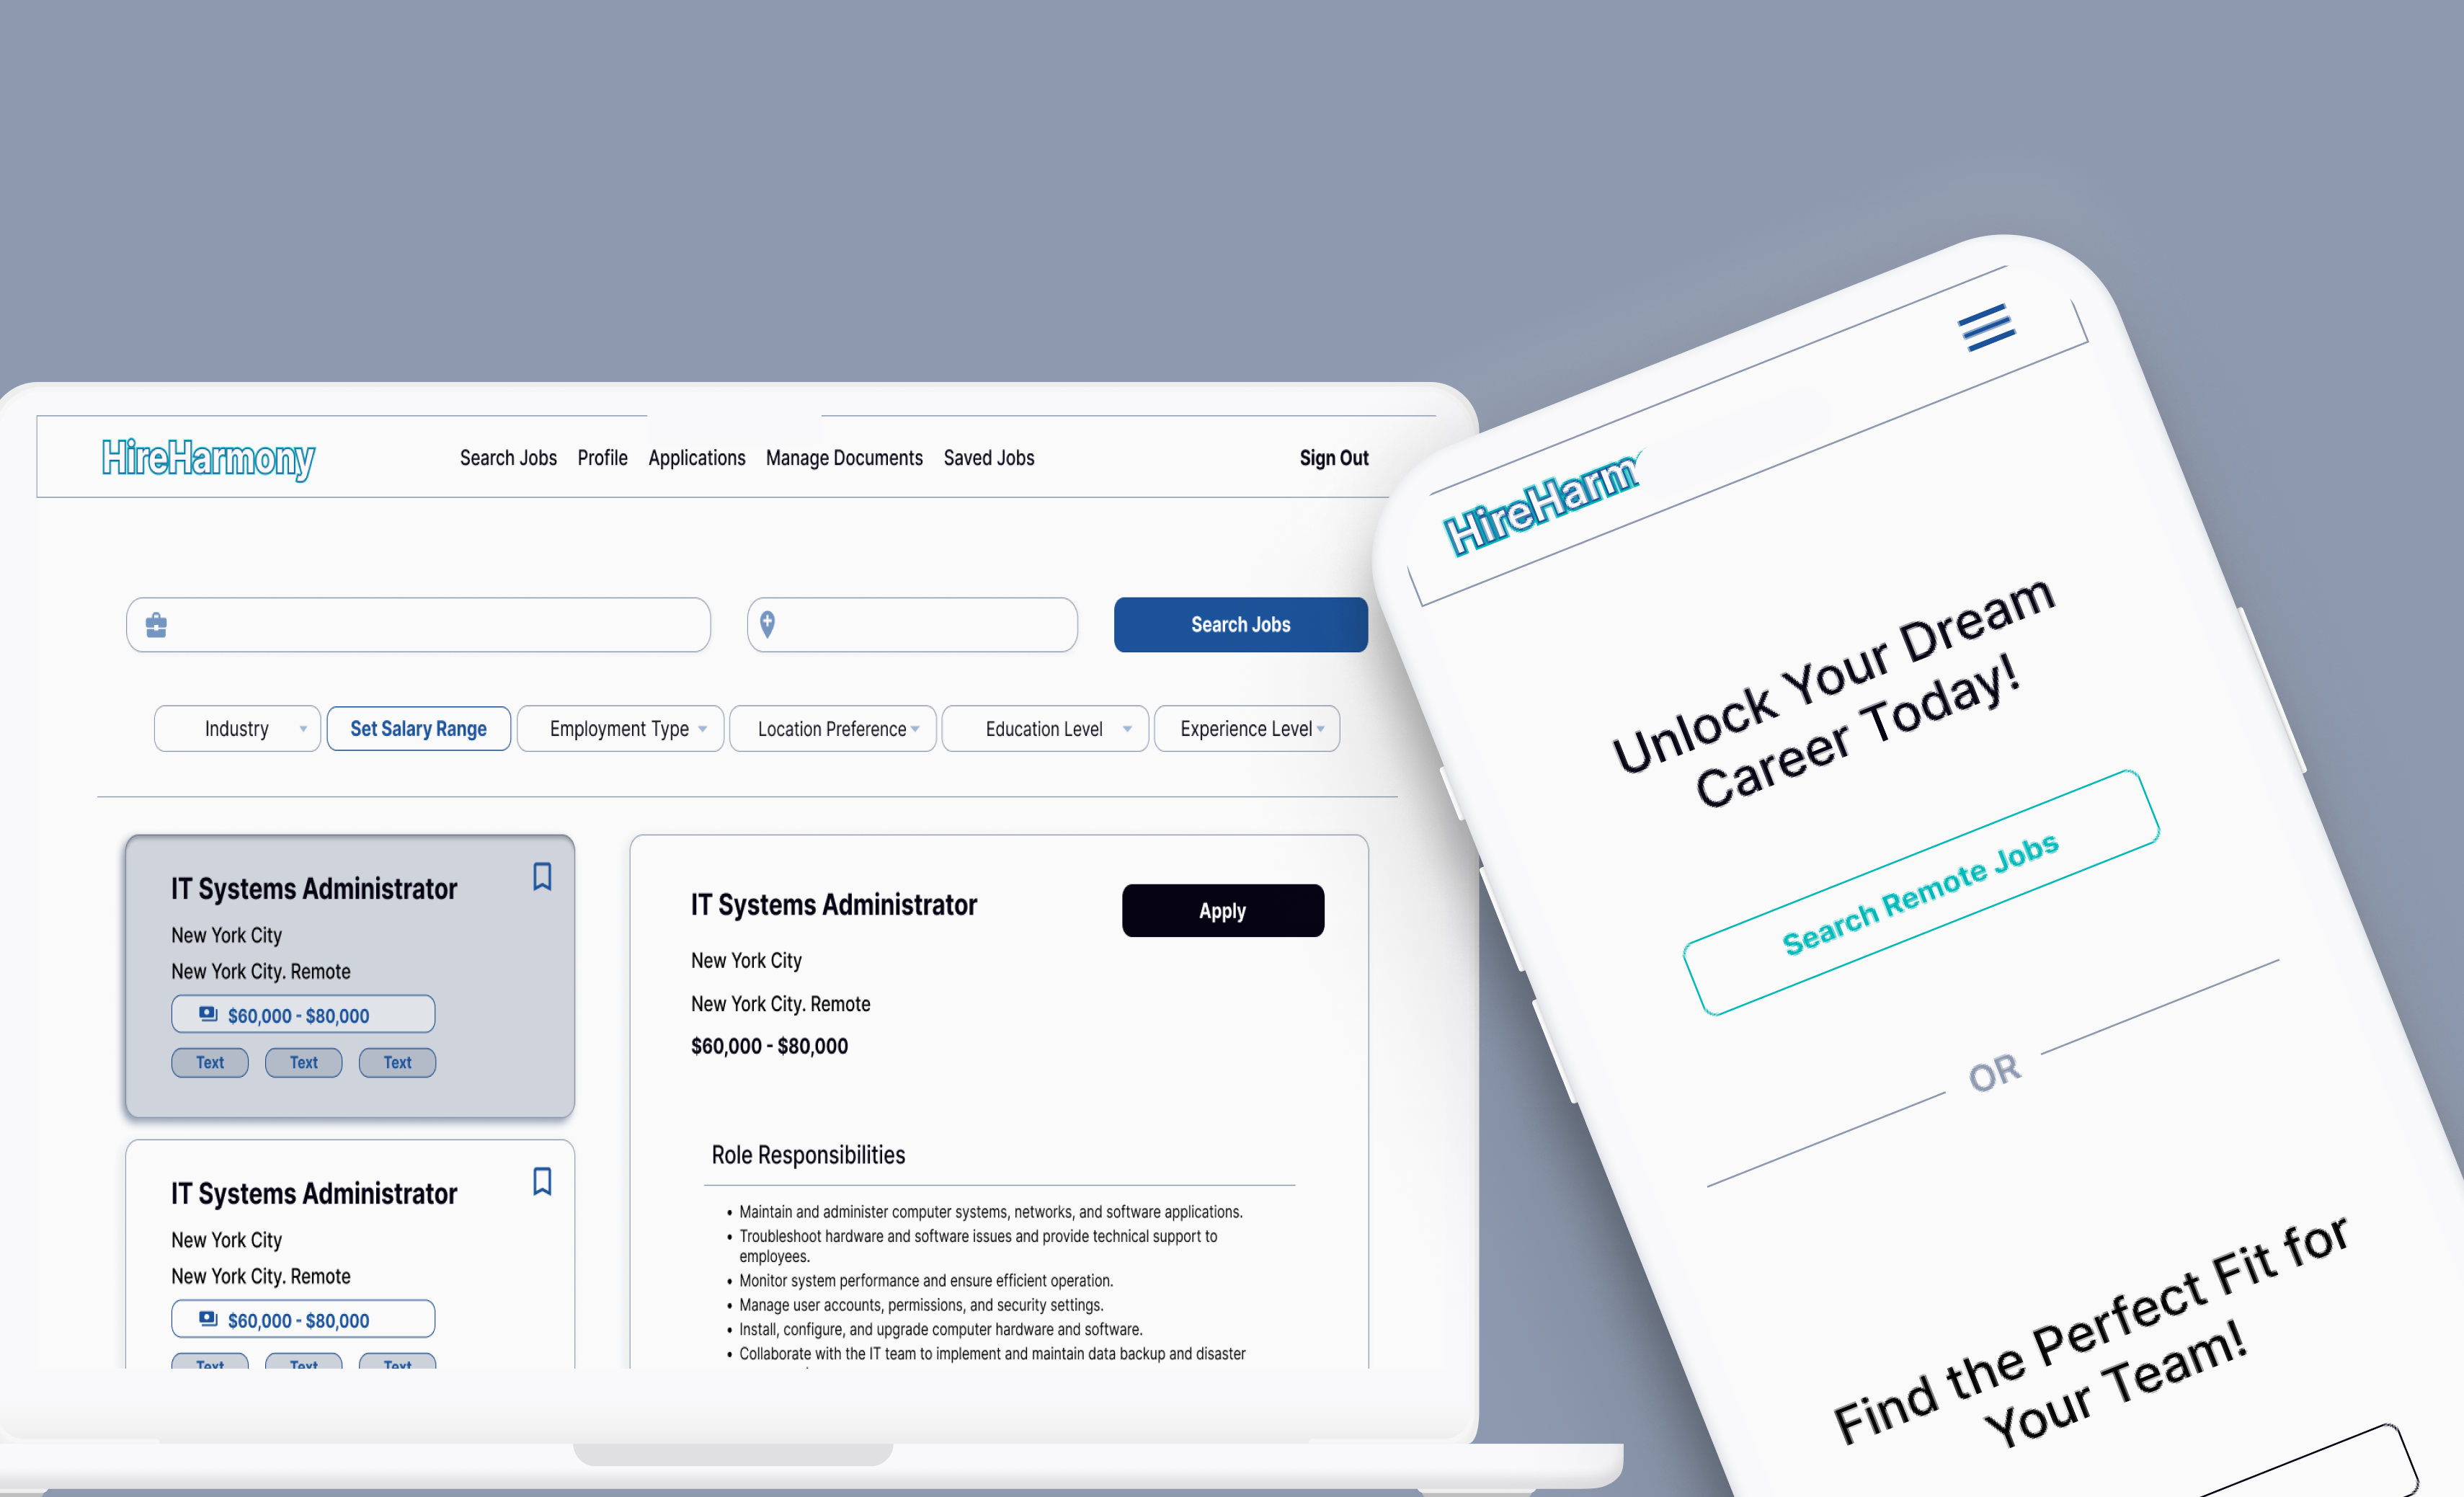 HireHarmony
Search Jobs Profile Applications Manage Documents Saved Jobs Sign Out
Search Jobs
Industry Set Salary Range Employment Type Location Preference Education Level Experience Level
IT Systems Administrator
New York City
New York City. Remote
$60,000 - $80,000
Text Text Text
IT Systems Administrator
New York City
New York City. Remote
$60,000 - $80,000
Text Text Text
IT Systems Administrator
Apply
New York City
New York City. Remote
$60,000 - $80,000
Role Responsibilities
• Maintain and administer computer systems, networks, and software applications.
• Troubleshoot hardware and software issues and provide technical support to
employees.
• Monitor system performance and ensure efficient operation.
• Manage user accounts, permissions, and security settings.
• Install, configure, and upgrade computer hardware and software.
• Collaborate with the IT team to implement and maintain data backup and disaster
HireHarm
Unlock Your Dream
Career Today!
Search Remote Jobs
OR
Find the Perfect Fit for
Your Team!